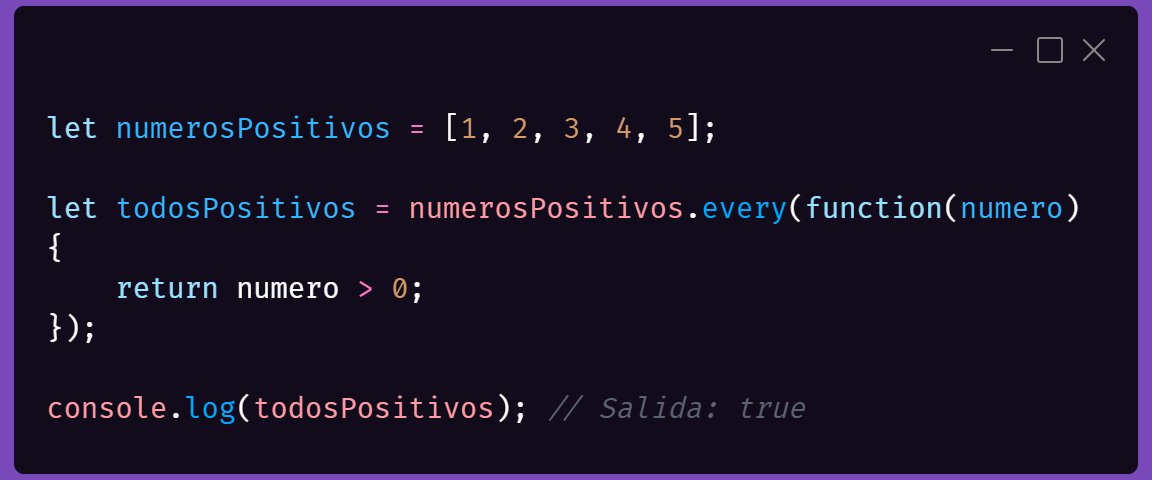 let numerosPositivos = [1, 2, 3, 4, 5];
let todosPositivos = numerosPositivos.every(function(numero)
{
    return numero > 0;
});
console.log(todosPositivos); // Salida: true